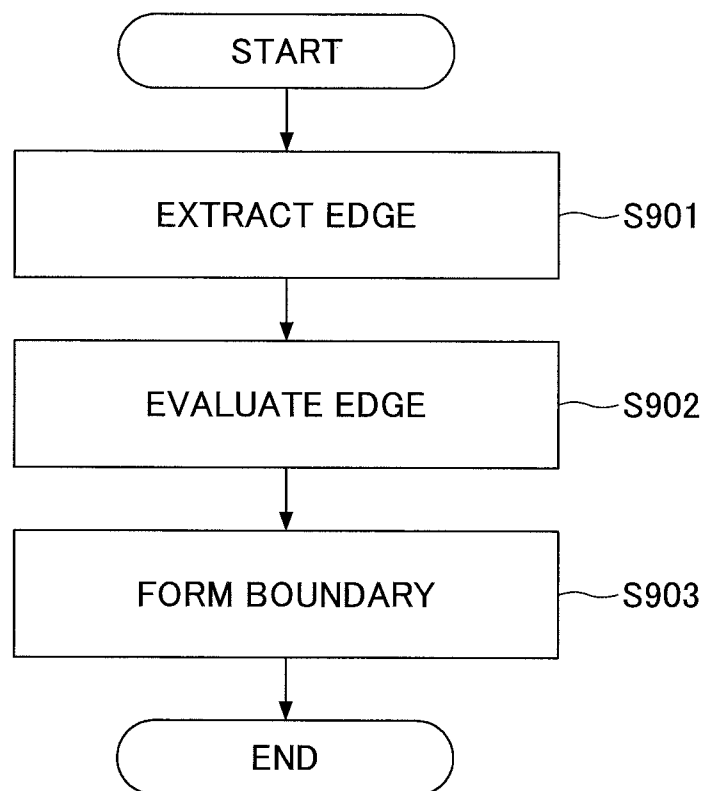 START
EXTRACT EDGE
S901
EVALUATE EDGE
S902
FORM BOUNDARY
S903
END